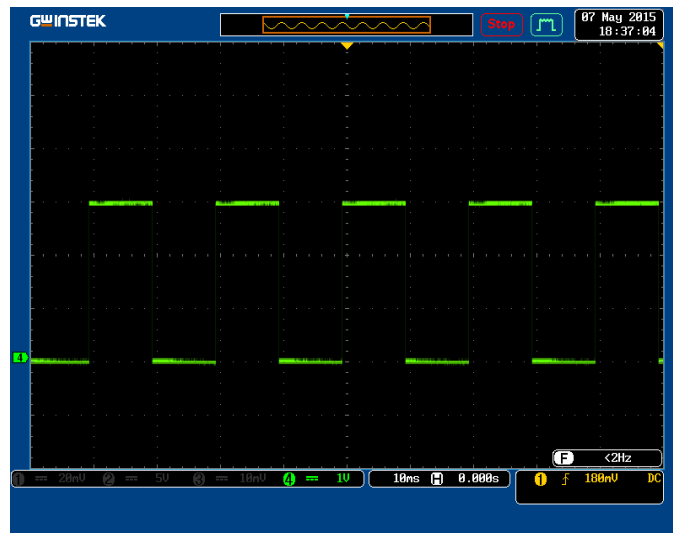 GWINSTEK
Stop
07 May 2015
18:37:04
4
F <2Hz
1 20mV 2 5V 3 10mV 4 1V
10ms H 0.000s
1 180mV DC